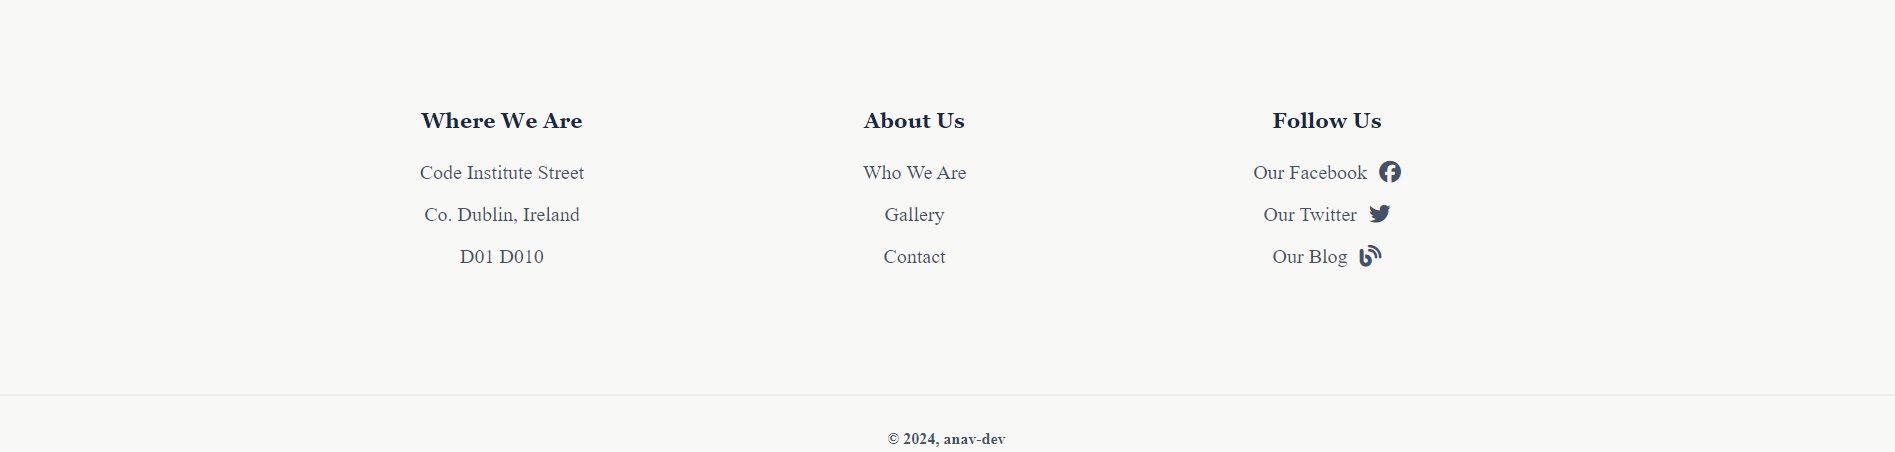 Where We Are
Code Institute Street
Co. Dublin, Ireland
D01 D010
About Us
Who We Are
Gallery
Contact
Follow Us
Our Facebook
Our Twitter
Our Blog
© 2024, anav-dev